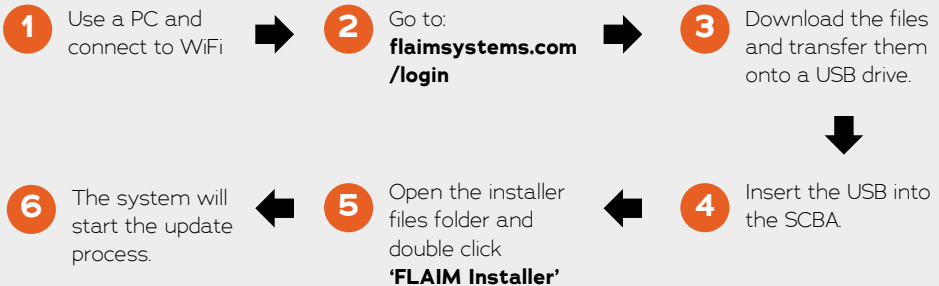 1
Use a PC and
connect to WiFi
2
Go to:
flaimsystems.com
/login
3
Download the files
and transfer them
onto a USB drive.
4
Insert the USB into
the SCBA.
5
Open the installer
files folder and
double click
‘FLAIM Installer’
6
The system will
start the update
process.